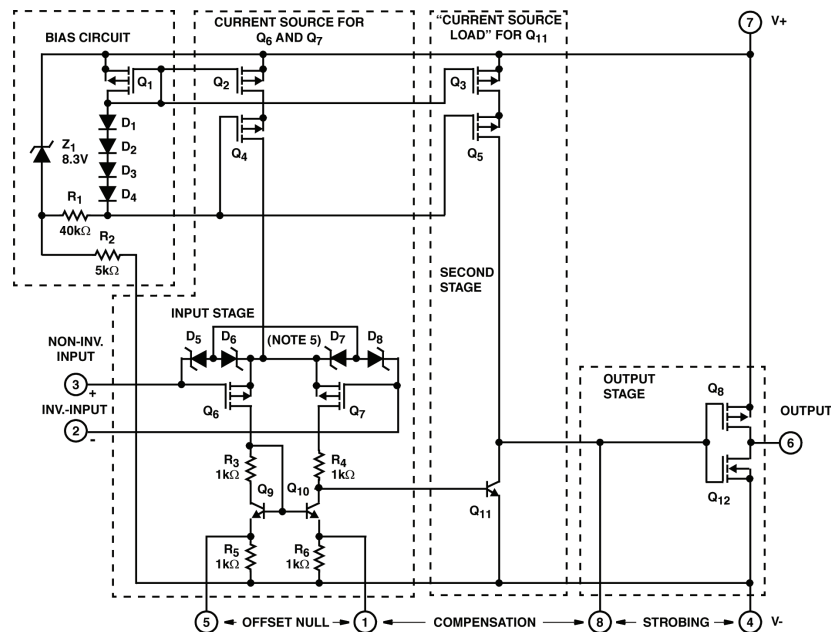 CURRENT SOURCE FOR
Q6 AND Q7
"CURRENT SOURCE
LOAD" FOR Q11
7 V+
BIAS CIRCUIT
Q1
Q2
Q3
D1
D2
D3
D4
Z1
8.3V
Q4
Q5
R1
40kΩ
R2
5kΩ
SECOND
STAGE
INPUT STAGE
D5
D6
(NOTE 5)
D7
D8
NON-INV.
INPUT
3
+
INV.-INPUT
2
-
Q6
Q7
OUTPUT
STAGE
Q8
OUTPUT
6
Q12
R3
1kΩ
R4
1kΩ
Q9
Q10
Q11
R5
1kΩ
R6
1kΩ
5 OFFSET NULL 1 COMPENSATION 8 STROBING 4 V-